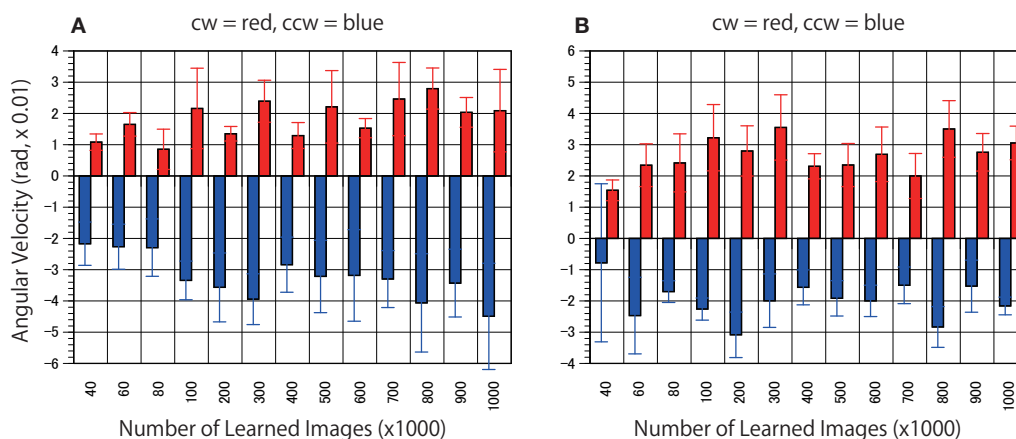 A
cw = red, ccw = blue
Angular Velocity (rad, x 0.01)
4
3
2
1
0
−1
−2
−3
−4
−5
−6
40 60 80 100 200 300 400 500 600 700 800 900 1000
Number of Learned Images (x1000)
B
cw = red, ccw = blue
6
5
4
3
2
1
0
−1
−2
−3
−4
40 60 80 100 200 300 400 500 600 700 800 900 1000
Number of Learned Images (x1000)